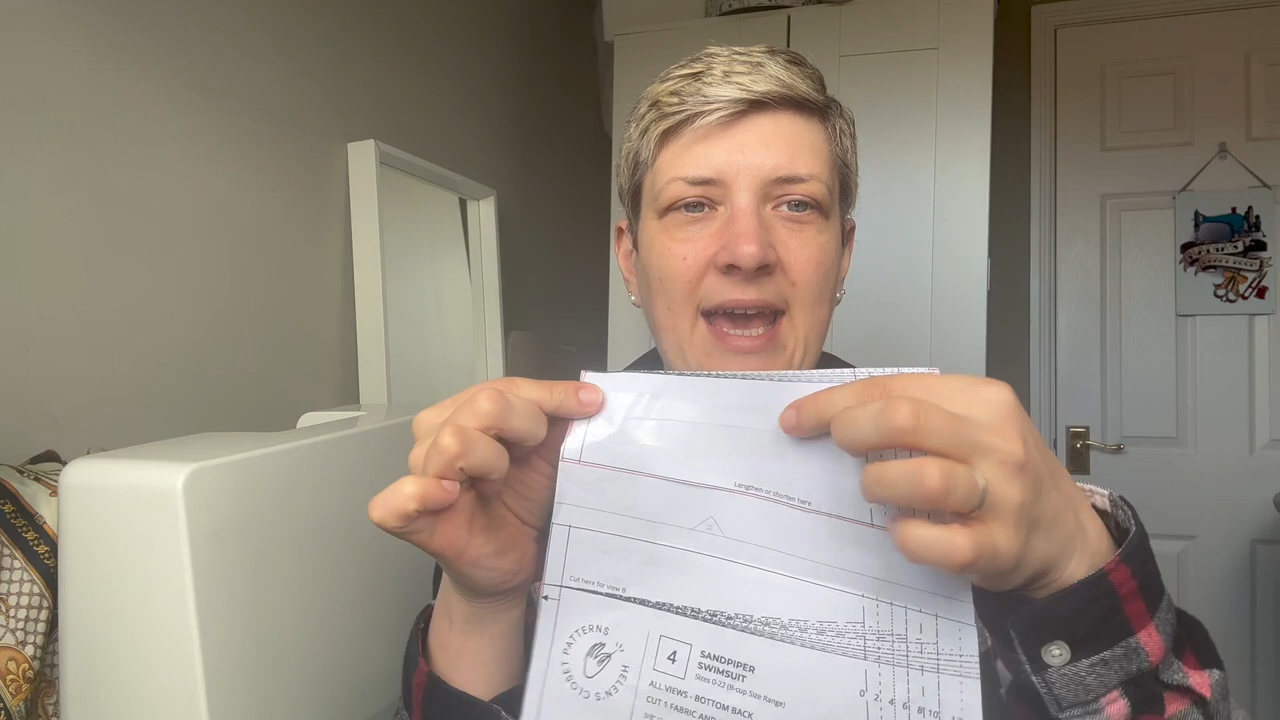 Lengthen or shorten here
Cut here for view B
HELEN'S CLOSET PATTERNS
4
SANDPIPER
SWIMSUIT
Sizes 0-22 (B-cup Size Range)
ALL VIEWS - BOTTOM BACK
CUT 1 FABRIC AND
0 2 4 6 8 10